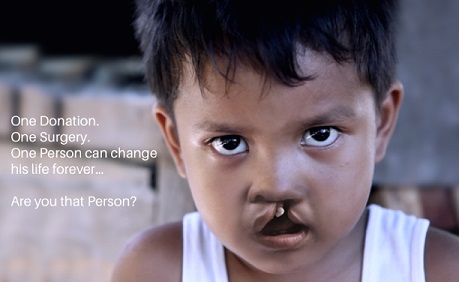 One Donation.
One Surgery.
One Person can change
his life forever...
Are you that Person?